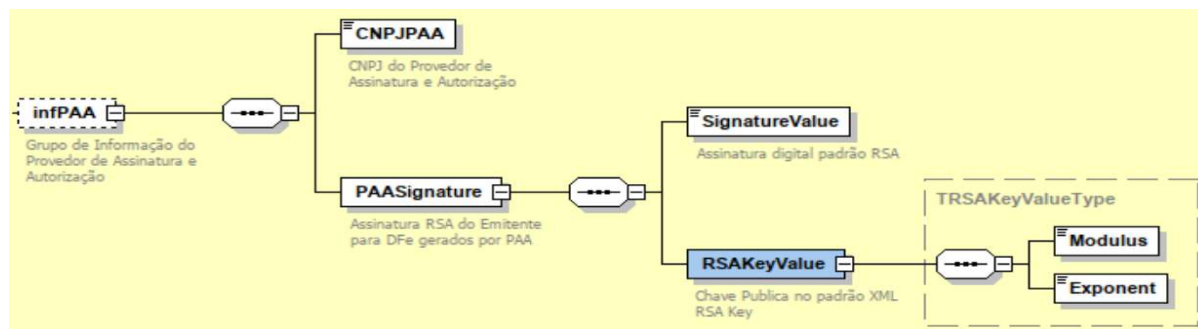 CNPJPAA
CNPJ do Provedor de
Assinatura e Autorização
infPAA
Grupo de Informação do
Provedor de Assinatura e
Autorização
SignatureValue
Assinatura digital padrão RSA
PAASignature
Assinatura RSA do Emitente
para DFe gerados por PAA
TRSAKeyValueType
Modulus
RSAKeyValue
Chave Publica no padrão XML
RSA Key
Exponent